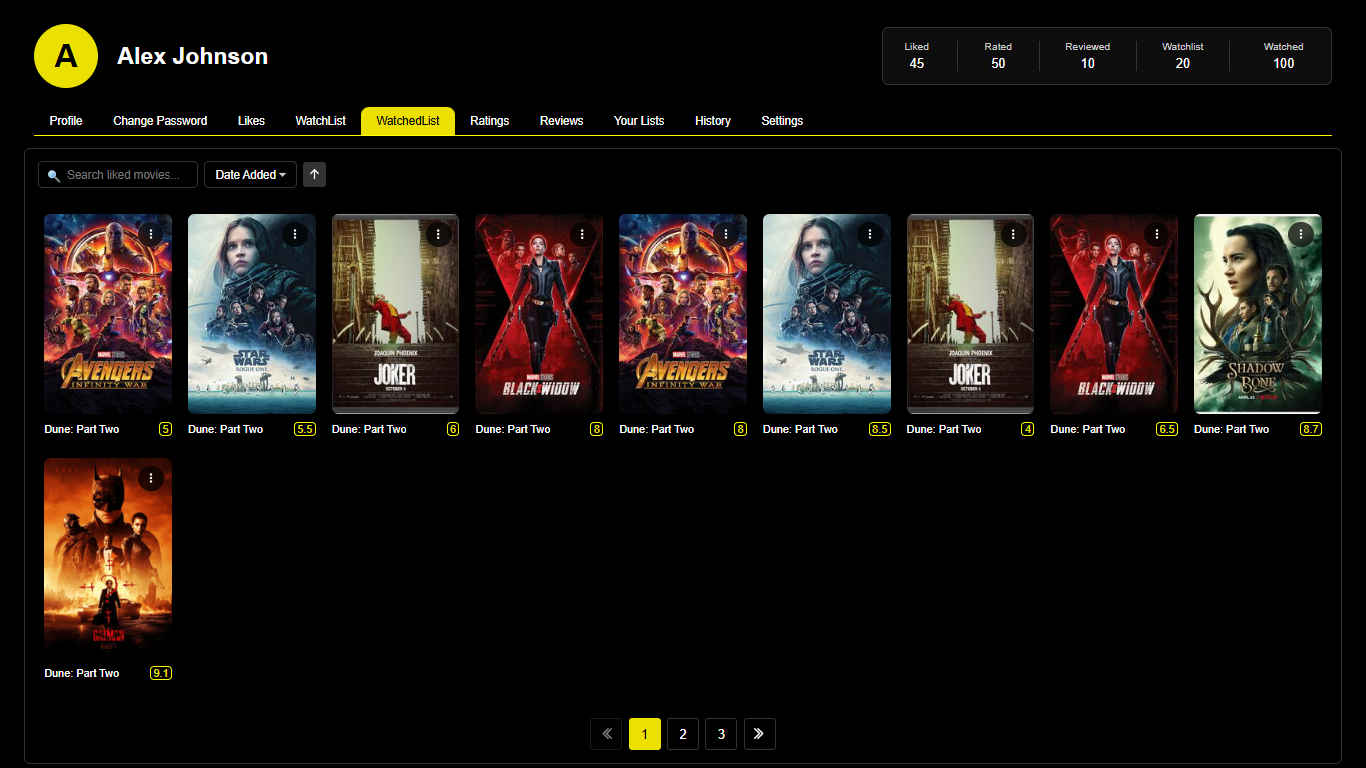 A
Alex Johnson
Liked Rated Reviewed Watchlist Watched
45 50 10 20 100
Profile Change Password Likes WatchList WatchedList Ratings Reviews Your Lists History Settings
Search liked movies...
Date Added
MARVEL STUDIOS
AVENGERS
INFINITY WAR
STAR WARS
ROGUE ONE
JOAQUIN PHOENIX
JOKER
OCTOBER 4
MARVEL STUDIOS
BLACK WIDOW
MARVEL STUDIOS
AVENGERS
INFINITY WAR
STAR WARS
ROGUE ONE
JOAQUIN PHOENIX
JOKER
OCTOBER 4
MARVEL STUDIOS
BLACK WIDOW
SHADOW
AND
BONE
APRIL 23 NETFLIX
Dune: Part Two 5 Dune: Part Two 5.5 Dune: Part Two 6 Dune: Part Two 8 Dune: Part Two 8 Dune: Part Two 8.5 Dune: Part Two 4 Dune: Part Two 6.5 Dune: Part Two 8.7
BATMAN
Dune: Part Two 9.1
1 2 3